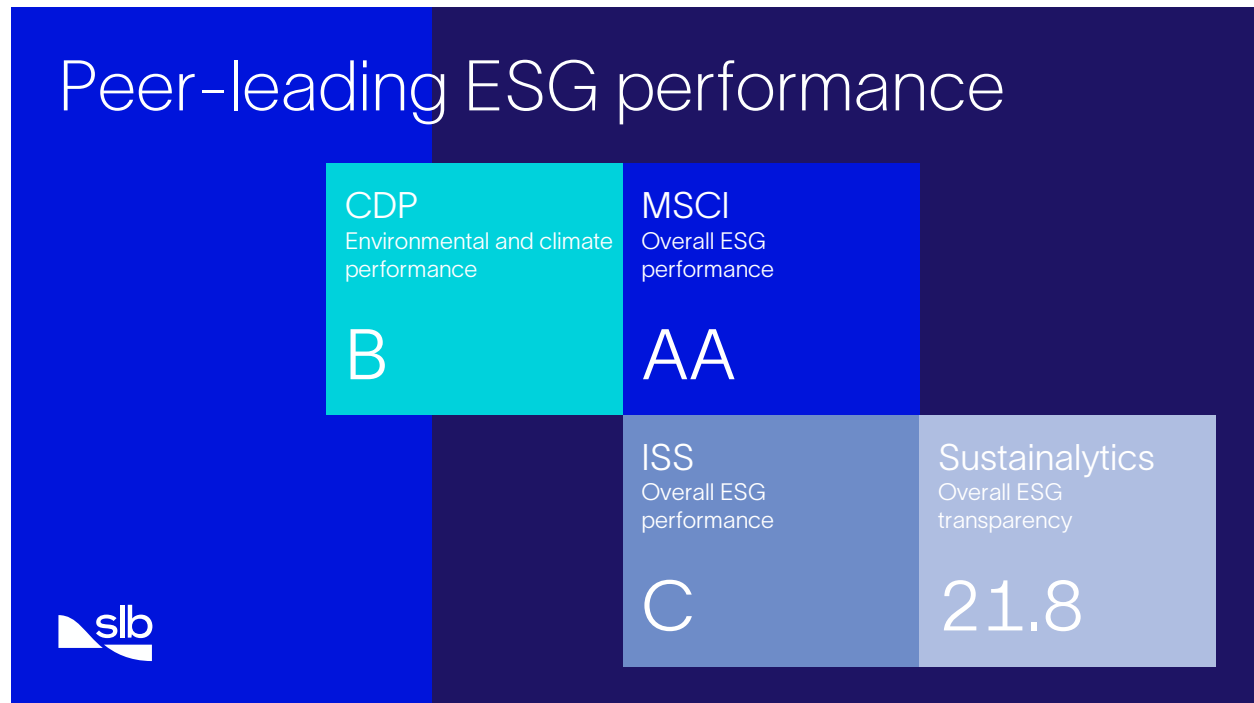 Peer-leading ESG performance
CDP
Environmental and climate
performance
B
MSCI
Overall ESG
performance
AA
ISS
Overall ESG
performance
C
Sustainalytics
Overall ESG
transparency
21.8
slb